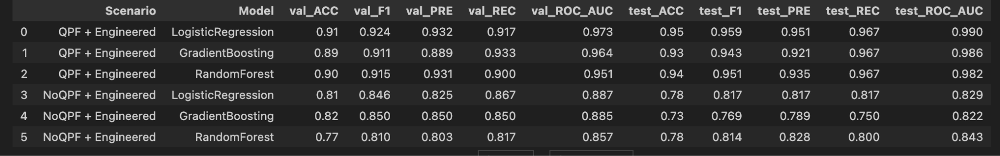 Scenario Model val_ACC val_F1 val_PRE val_REC val_ROC_AUC test_ACC test_F1 test_PRE test_REC test_ROC_AUC
0 QPF + Engineered LogisticRegression 0.91 0.924 0.932 0.917 0.973 0.95 0.959 0.951 0.967 0.990
1 QPF + Engineered GradientBoosting 0.89 0.911 0.889 0.933 0.964 0.93 0.943 0.921 0.967 0.986
2 QPF + Engineered RandomForest 0.90 0.915 0.931 0.900 0.951 0.94 0.951 0.935 0.967 0.982
3 NoQPF + Engineered LogisticRegression 0.81 0.846 0.825 0.867 0.887 0.78 0.817 0.817 0.817 0.829
4 NoQPF + Engineered GradientBoosting 0.82 0.850 0.850 0.850 0.885 0.73 0.769 0.789 0.750 0.822
5 NoQPF + Engineered RandomForest 0.77 0.810 0.803 0.817 0.857 0.78 0.814 0.828 0.800 0.843